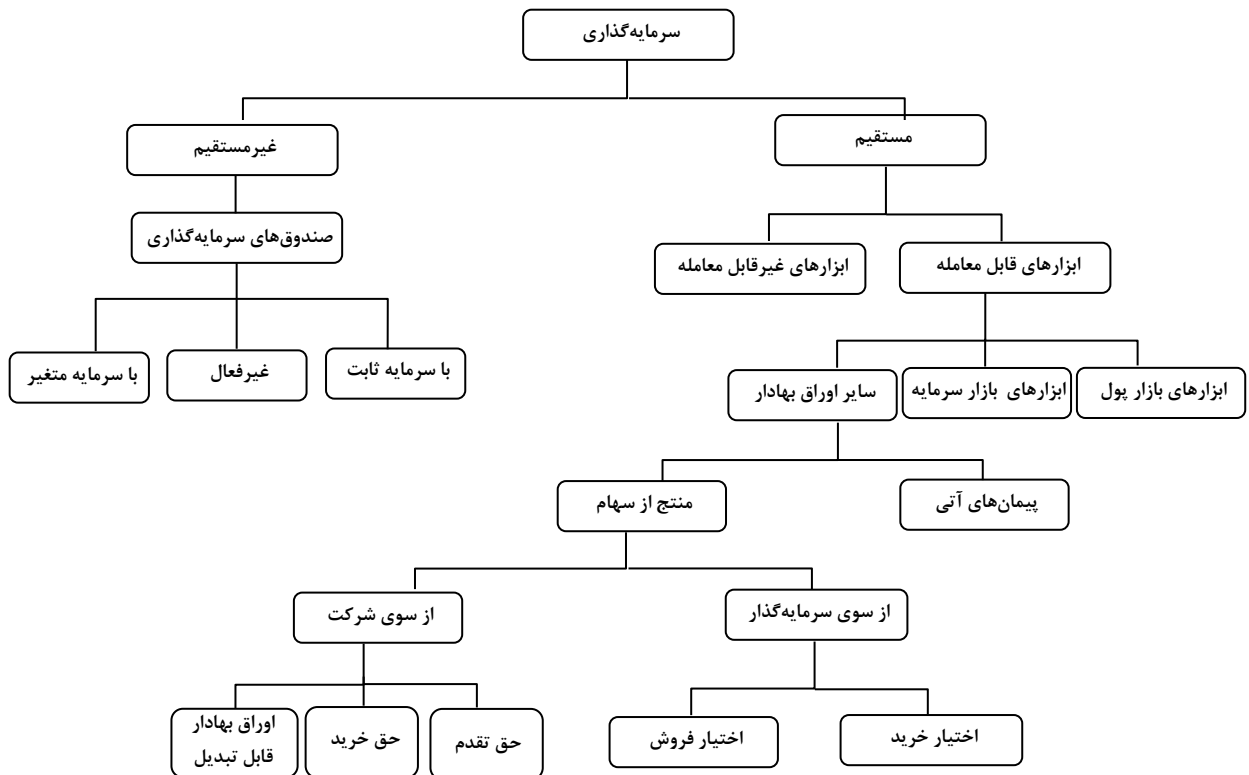 سرمایه‌گذاری
مستقیم
غیرمستقیم
صندوق‌های سرمایه‌گذاری
ابزارهای قابل معامله
ابزارهای غیرقابل معامله
با سرمایه ثابت
غیرفعال
با سرمایه متغیر
ابزارهای بازار پول
ابزارهای بازار سرمایه
سایر اوراق بهادار
پیمان‌های آتی
منتج از سهام
از سوی سرمایه‌گذار
از سوی شرکت
اختیار خرید
اختیار فروش
حق تقدم
حق خرید
اوراق بهادار
قابل تبدیل